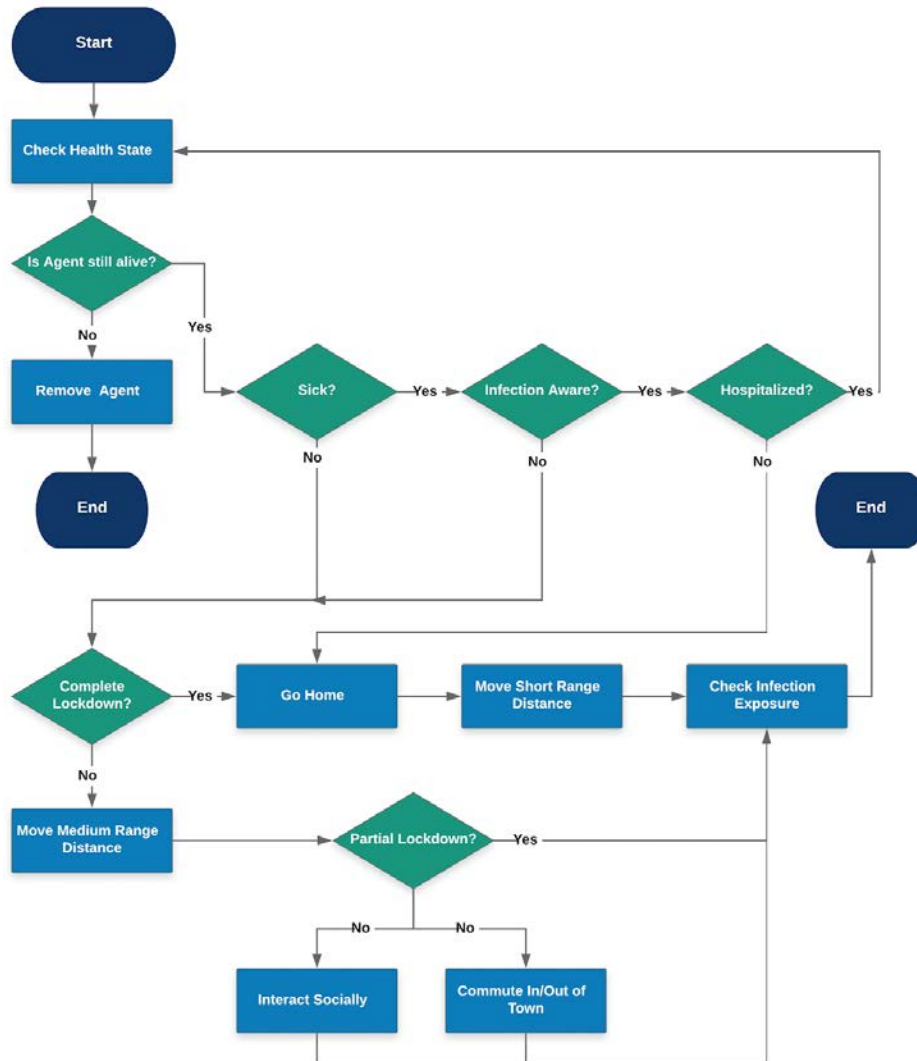 Start
Check Health State
Is Agent still alive?
No
Yes
Remove Agent
Sick?
Yes
Infection Aware?
Yes
Hospitalized?
Yes
No
No
No
End
End
Complete
Lockdown?
Yes
Go Home
Move Short Range
Distance
Check Infection
Exposure
No
Move Medium Range
Distance
Partial Lockdown?
Yes
No
No
Interact Socially
Commute In/Out of
Town